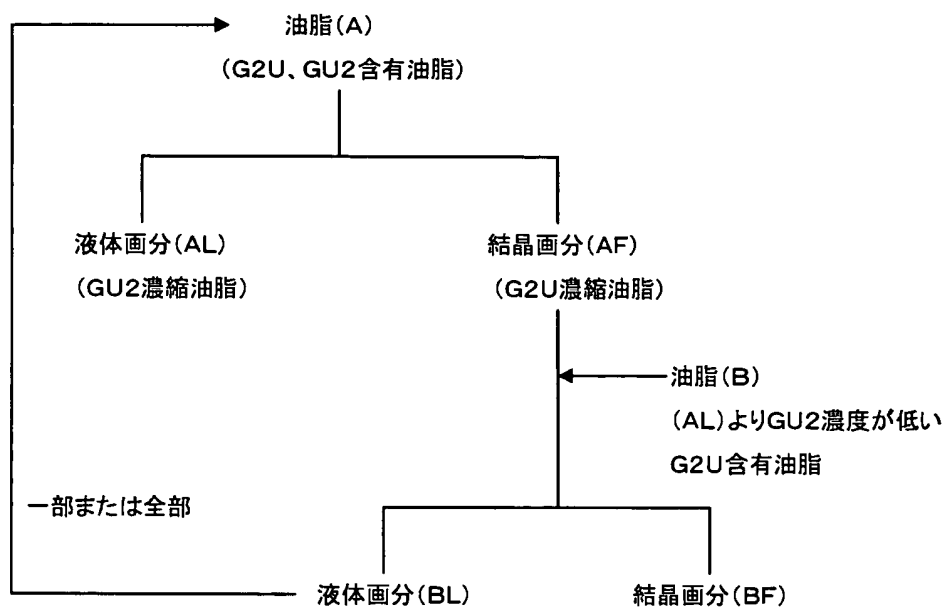 油脂(A)
(G2U、GU2含有油脂)
液体画分(AL)
(GU2濃縮油脂)
結晶画分(AF)
(G2U濃縮油脂)
油脂(B)
(AL)よりGU2濃度が低い
G2U含有油脂
一部または全部
液体画分(BL)
結晶画分(BF)